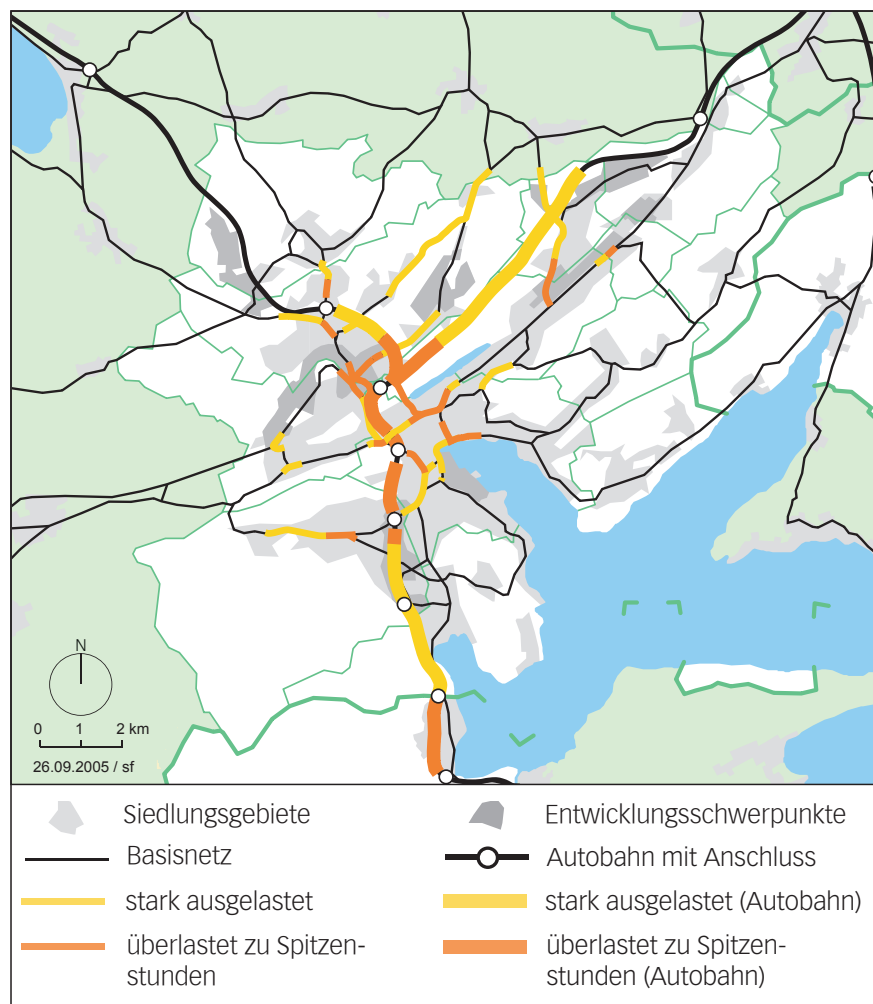 N
0 1 2 km
26.09.2005 / sf
Siedlungsgebiete
Entwicklungsschwerpunkte
Basisnetz
Autobahn mit Anschluss
stark ausgelastet
stark ausgelastet (Autobahn)
überlastet zu Spitzen-
stunden
überlastet zu Spitzen-
stunden (Autobahn)